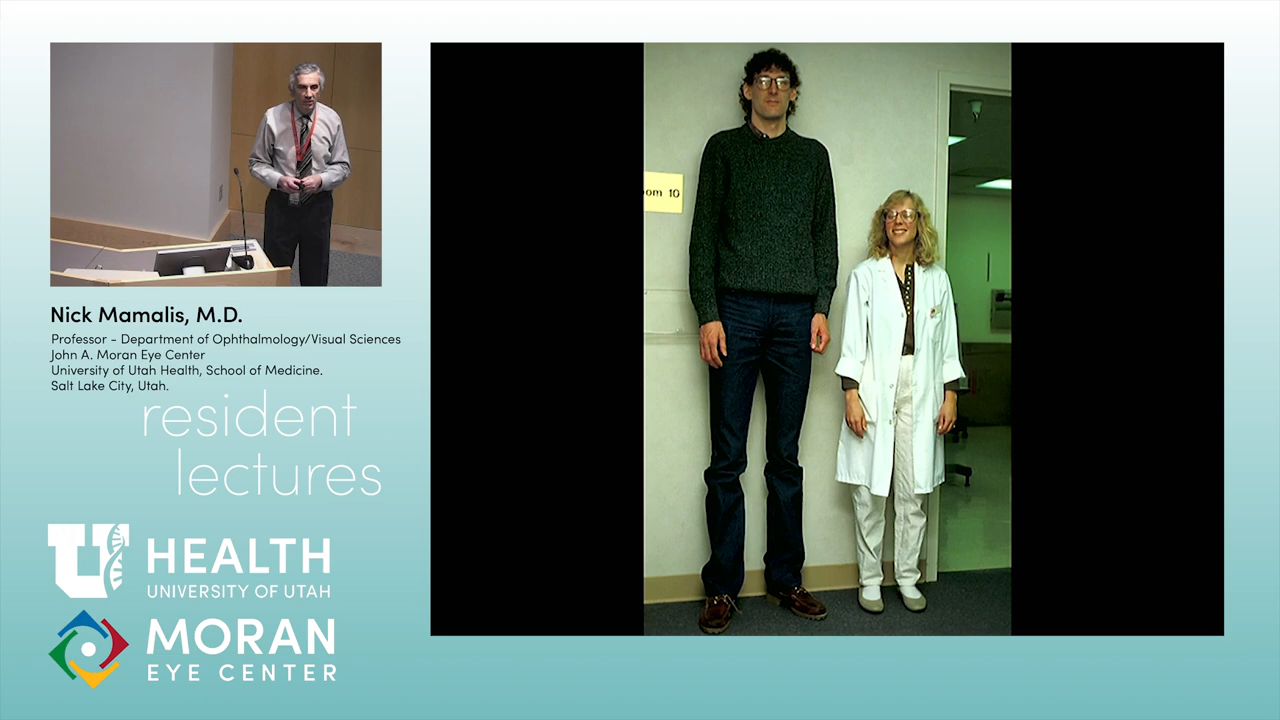 Nick Mamalis, M.D.
Professor - Department of Ophthalmology/Visual Sciences
John A. Moran Eye Center
University of Utah Health, School of Medicine.
Salt Lake City, Utah.
resident
lectures
U HEALTH
UNIVERSITY OF UTAH
MORAN
EYE CENTER
om 10